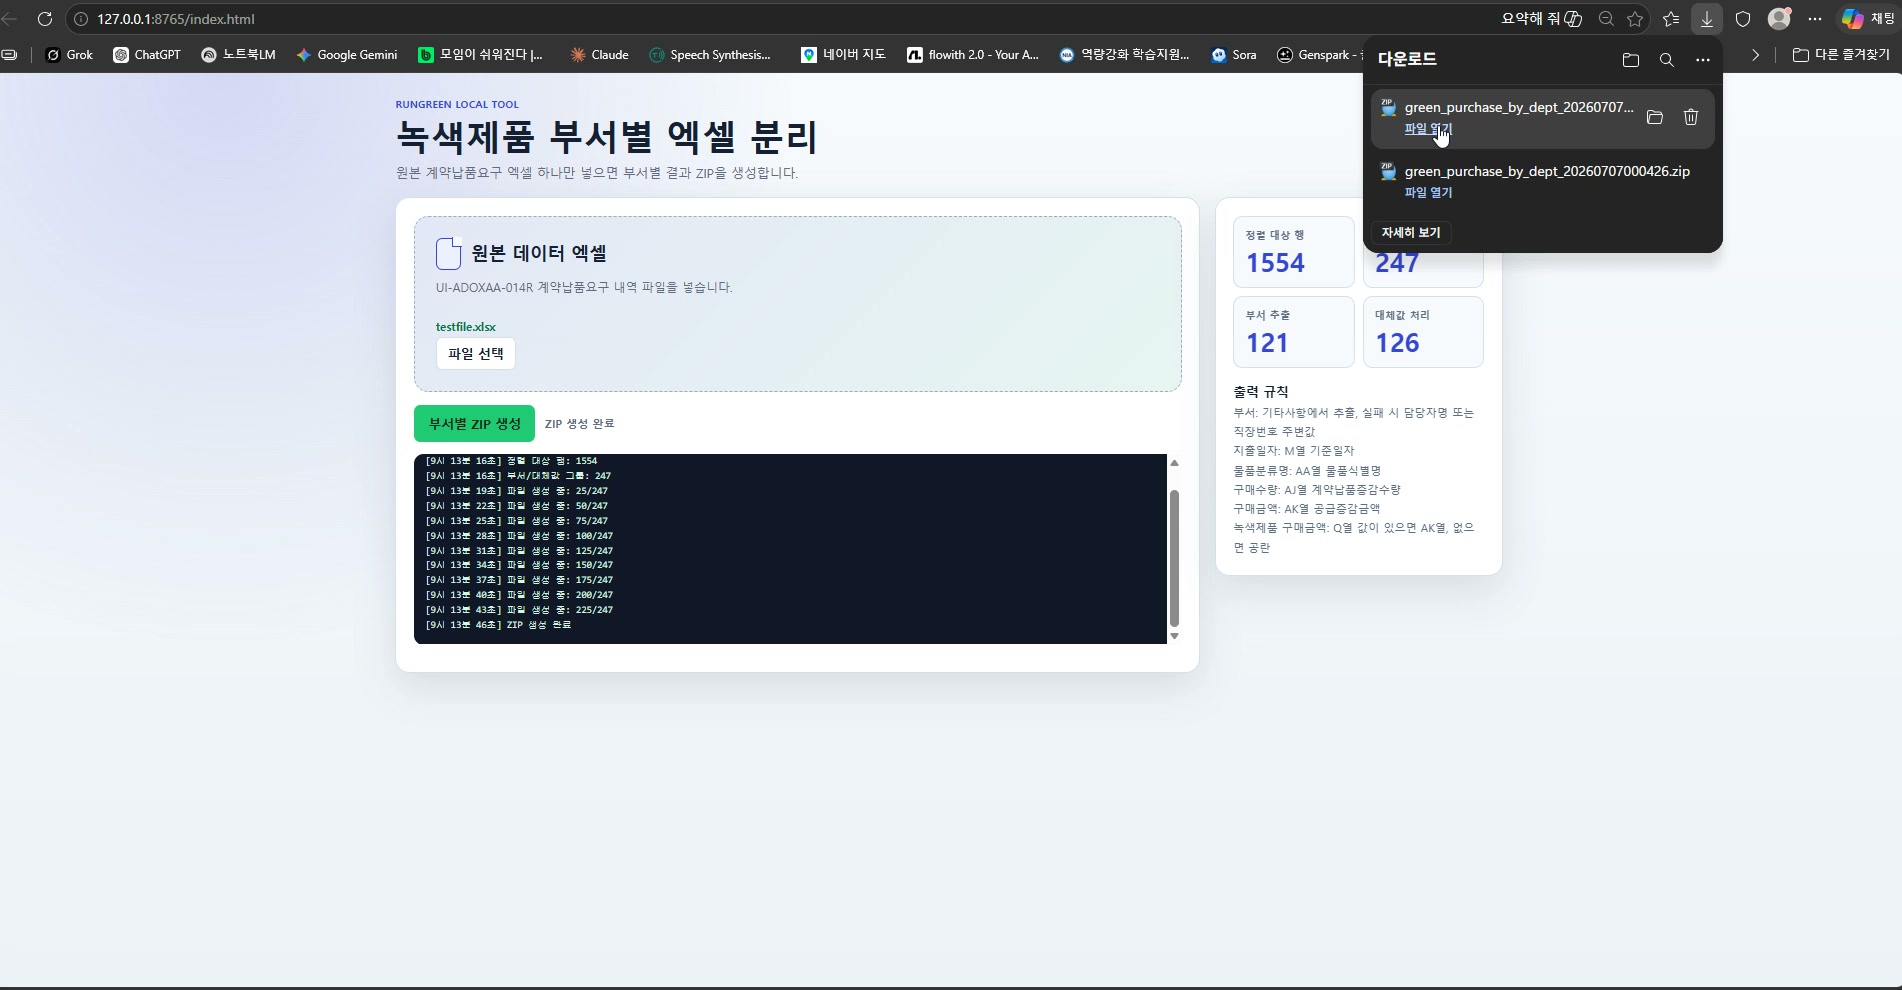 127.0.0.1:8765/index.html
요약해 줘
채팅
Grok
ChatGPT
노트북LM
Google Gemini
모임이 쉬워진다 |...
Claude
Speech Synthesis...
네이버 지도
flowith 2.0 - Your A...
역량강화 학습지원...
Sora
Genspark -
다른 즐겨찾기
다운로드
green_purchase_by_dept_20260707...
파일 열기
green_purchase_by_dept_20260707000426.zip
파일 열기
자세히 보기
RUNGREEN LOCAL TOOL
녹색제품 부서별 엑셀 분리
원본 계약납품요구 엑셀 하나만 넣으면 부서별 결과 ZIP을 생성합니다.
원본 데이터 엑셀
UI-ADOXAA-014R 계약납품요구 내역 파일을 넣습니다.
testfile.xlsx
파일 선택
부서별 ZIP 생성
ZIP 생성 완료
[9시 13분 16초] 정렬 대상 행: 1554
[9시 13분 16초] 부서/대체값 그룹: 247
[9시 13분 19초] 파일 생성 중: 25/247
[9시 13분 22초] 파일 생성 중: 50/247
[9시 13분 25초] 파일 생성 중: 75/247
[9시 13분 28초] 파일 생성 중: 100/247
[9시 13분 31초] 파일 생성 중: 125/247
[9시 13분 34초] 파일 생성 중: 150/247
[9시 13분 37초] 파일 생성 중: 175/247
[9시 13분 40초] 파일 생성 중: 200/247
[9시 13분 43초] 파일 생성 중: 225/247
[9시 13분 46초] ZIP 생성 완료
정렬 대상 행
1554
247
부서 추출
121
대체값 처리
126
출력 규칙
부서: 기타사항에서 추출, 실패 시 담당자명 또는
직장번호 주변값
지출일자: M열 기준일자
물품분류명: AA열 물품식별명
구매수량: AJ열 계약납품증감수량
구매금액: AK열 공급증감금액
녹색제품 구매금액: Q열 값이 있으면 AK열, 없으
면 공란